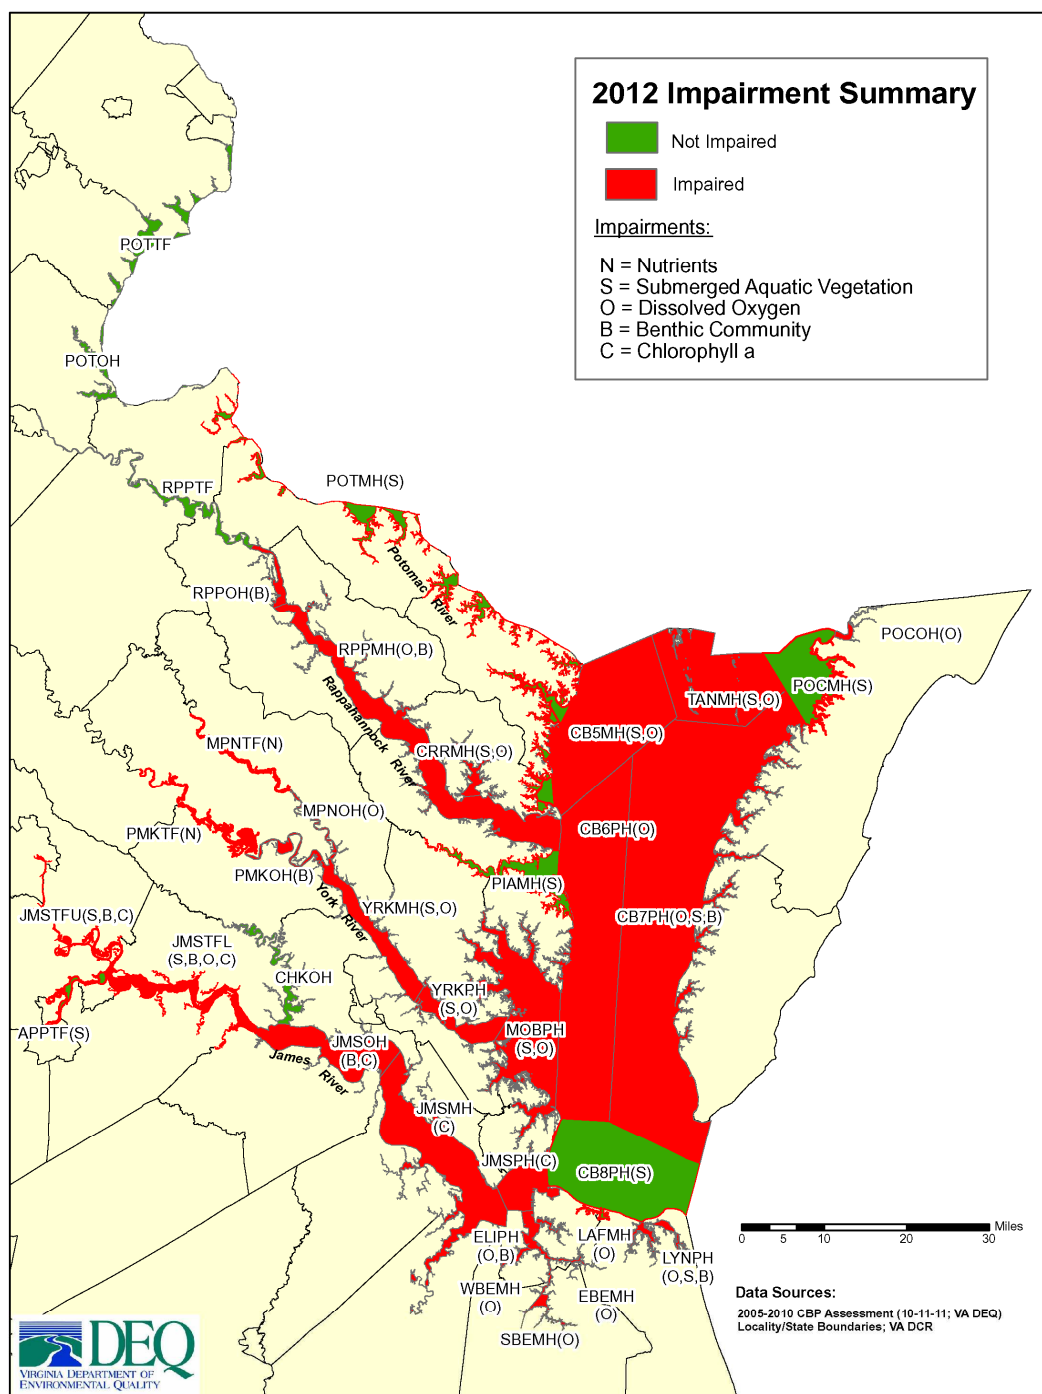 2012 Impairment Summary
Not Impaired
Impaired
Impairments:
N = Nutrients
S = Submerged Aquatic Vegetation
O = Dissolved Oxygen
B = Benthic Community
C = Chlorophyll a
POTTF
POTOH
RPPTF
POTMH(S)
Potomac River
RPPOH(B)
RPPMH(O,B)
Rappahannock River
POCOH(O)
POCMH(S)
TANMH(S,O)
CB5MH(S,O)
MPNTF(N)
CRRMH(S,O)
MPNOH(O)
CB6PH(O)
PMKTF(N)
PMKOH(B)
PIAMH(S)
York River
YRKMH(S,O)
CB7PH(O,S,B)
JMSTFU(S,B,C)
JMSTFL
(S,B,O,C)
CHKOH
YRKPH
(S,O)
MOBPH
(S,O)
APPTF(S)
JMSOH
(B,C)
James River
JMSMH
(C)
JMSPH(C)
CB8PH(S)
ELIPH
(O,B)
LAFMH
(O)
LYNPH
(O,S,B)
WBEMH
(O)
EBEMH
(O)
SBEMH(O)
Miles
0 5 10 20 30
Data Sources:
2005-2010 CBP Assessment (10-11-11; VA DEQ)
Locality/State Boundaries; VA DCR
DEQ
VIRGINIA DEPARTMENT OF
ENVIRONMENTAL QUALITY